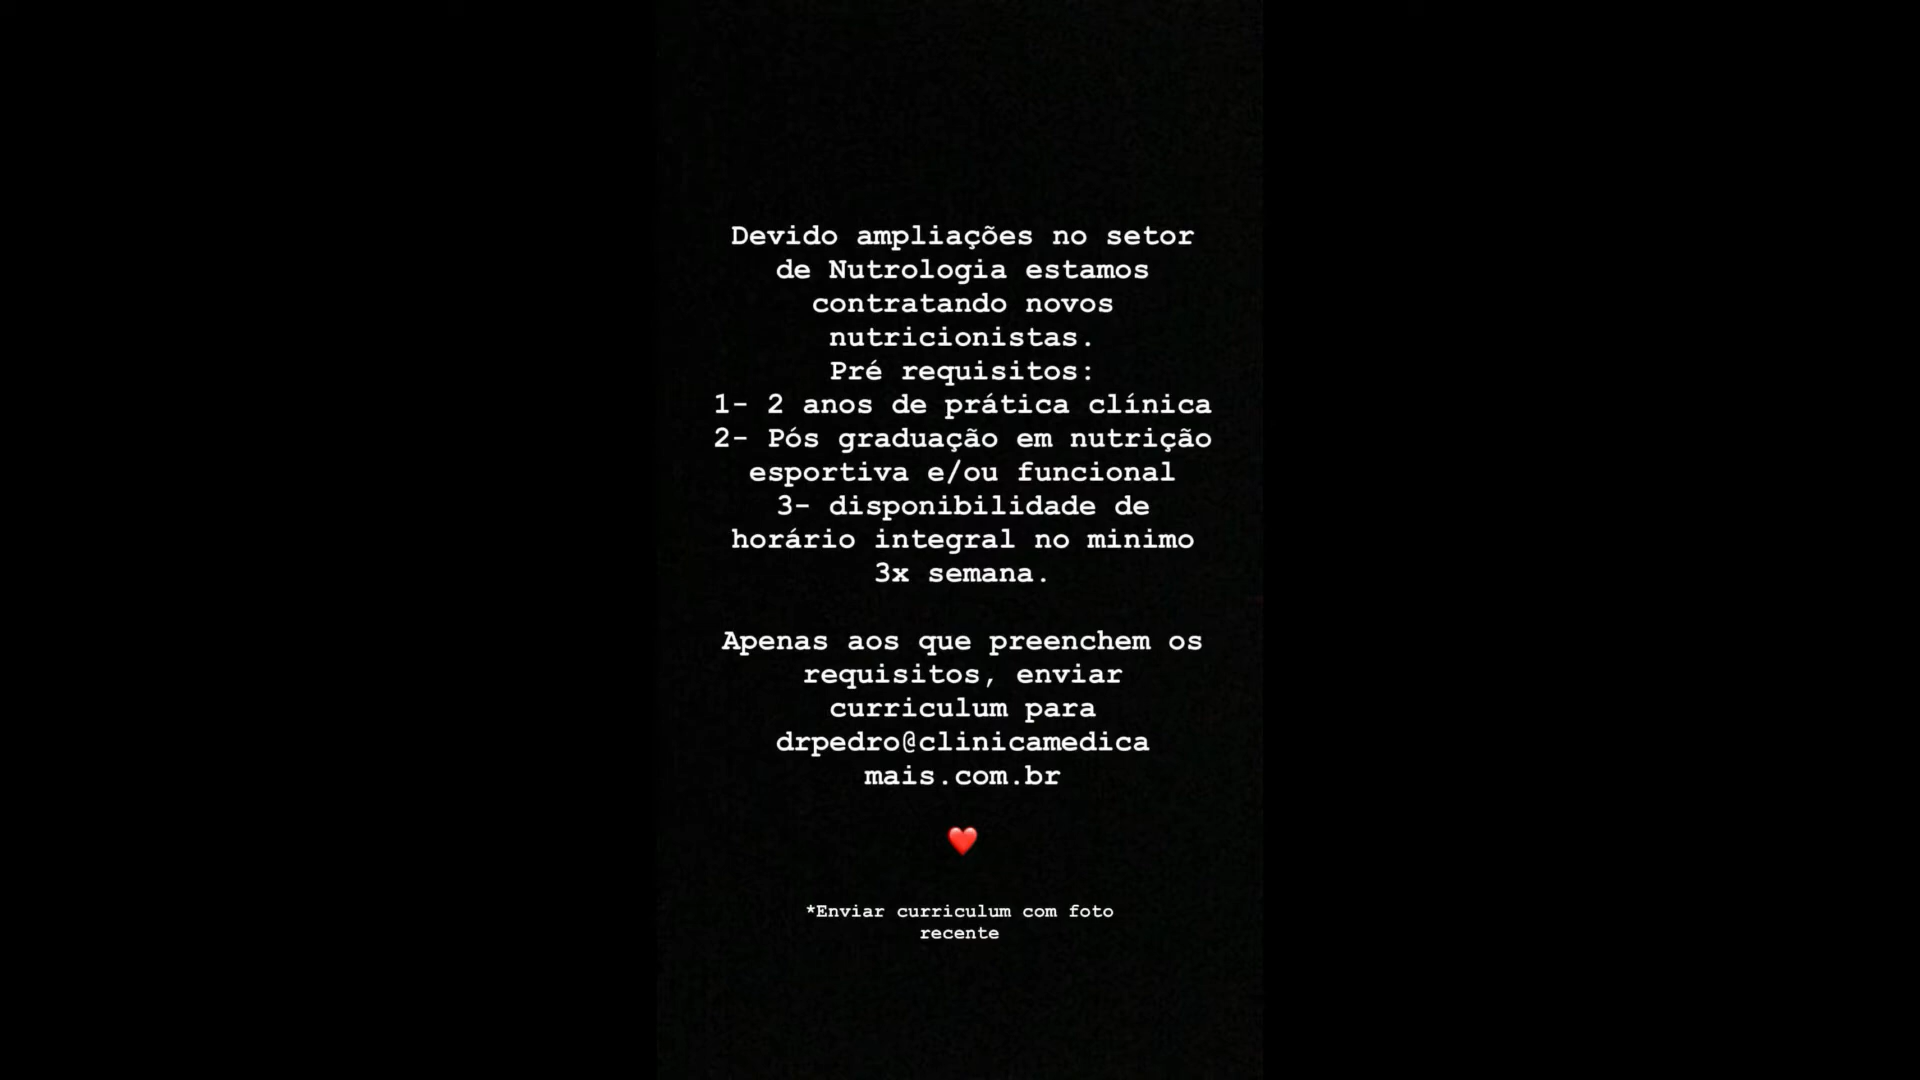 Devido ampliações no setor
de Nutrologia estamos
contratando novos
nutricionistas.
Pré requisitos:
1- 2 anos de prática clínica
2- Pós graduação em nutrição
esportiva e/ou funcional
3- disponibilidade de
horário integral no minimo
3x semana.
Apenas aos que preenchem os
requisitos, enviar
curriculum para
drpedro@clinicamedica
mais.com.br
❤️
*Enviar curriculum com foto
recente